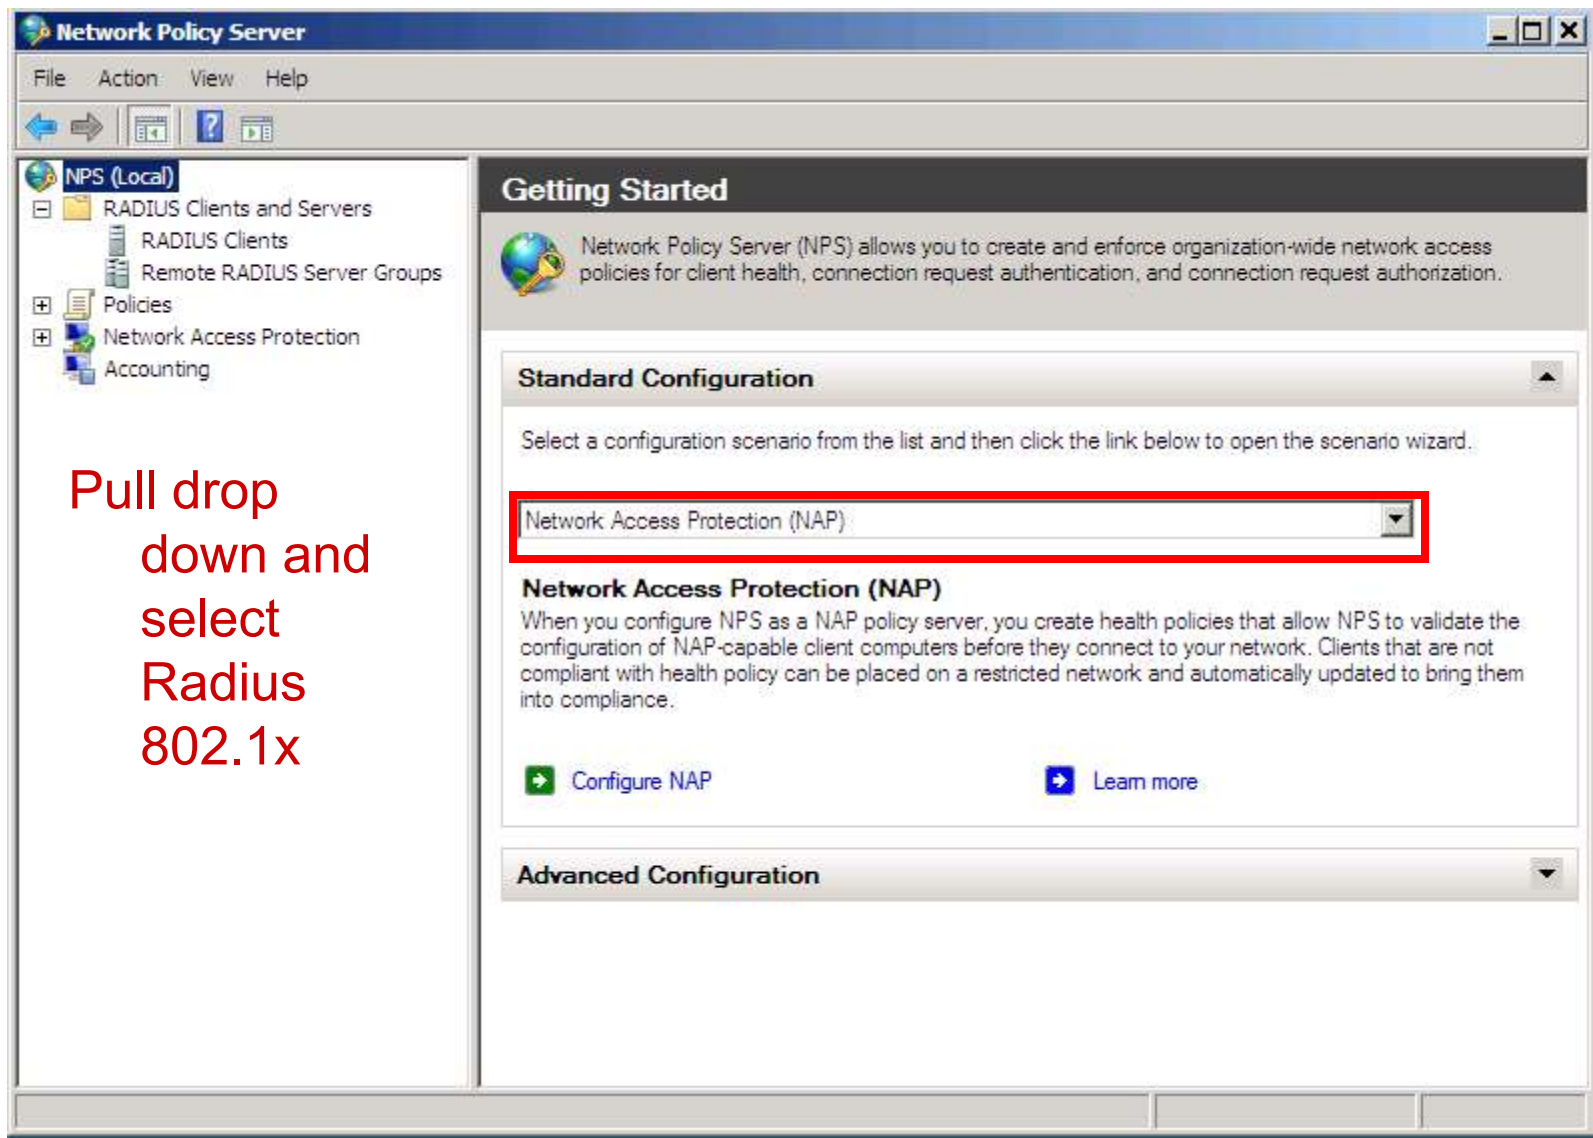 Network Policy Server
File Action View Help
NPS (Local)
RADIUS Clients and Servers
RADIUS Clients
Remote RADIUS Server Groups
Policies
Network Access Protection
Accounting
Pull drop
down and
select
Radius
802.1x
Getting Started
Network Policy Server (NPS) allows you to create and enforce organization-wide network access
policies for client health, connection request authentication, and connection request authorization.
Standard Configuration
Select a configuration scenario from the list and then click the link below to open the scenario wizard.
Network Access Protection (NAP)
Network Access Protection (NAP)
When you configure NPS as a NAP policy server, you create health policies that allow NPS to validate the
configuration of NAP-capable client computers before they connect to your network. Clients that are not
compliant with health policy can be placed on a restricted network and automatically updated to bring them
into compliance.
Configure NAP Learn more
Advanced Configuration